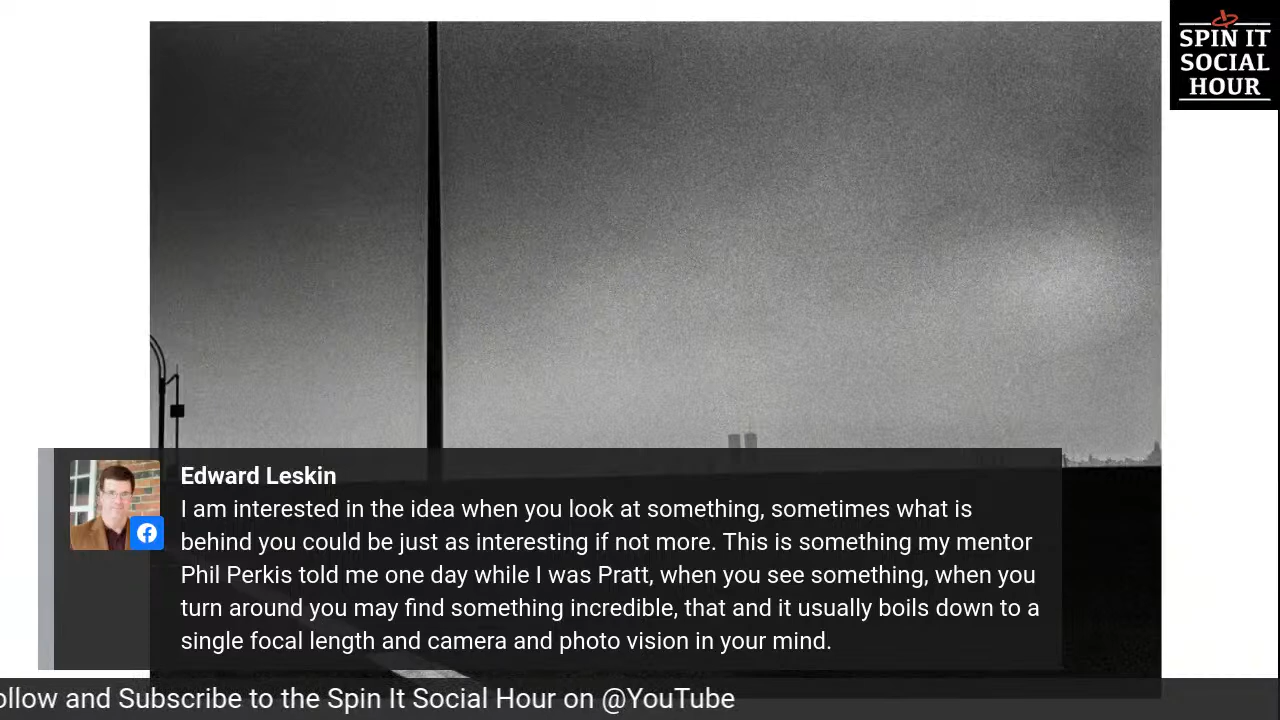 SPIN IT
SOCIAL
HOUR
Edward Leskin
I am interested in the idea when you look at something, sometimes what is
behind you could be just as interesting if not more. This is something my mentor
Phil Perkis told me one day while I was Pratt, when you see something, when you
turn around you may find something incredible, that and it usually boils down to a
single focal length and camera and photo vision in your mind.
ollow and Subscribe to the Spin It Social Hour on @YouTube